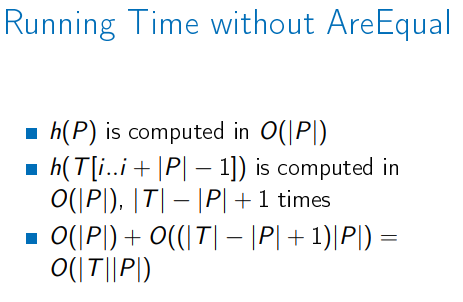 Running Time without AreEqual
h(P) is computed in O(|P|)
h(T[i..i + |P| − 1]) is computed in
O(|P|), |T| − |P| + 1 times
O(|P|) + O((|T| − |P| + 1)|P|) =
O(|T||P|)